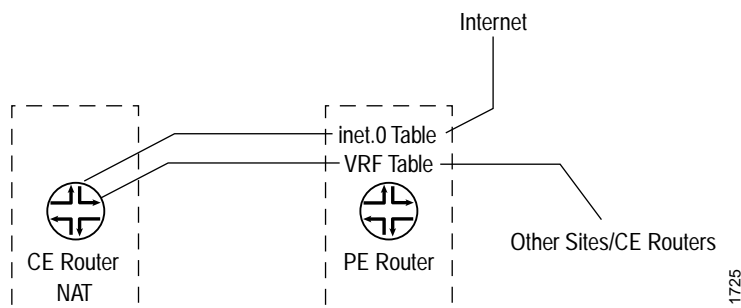 Internet
inet.0 Table
VRF Table
CE Router
NAT
PE Router
Other Sites/CE Routers
1725